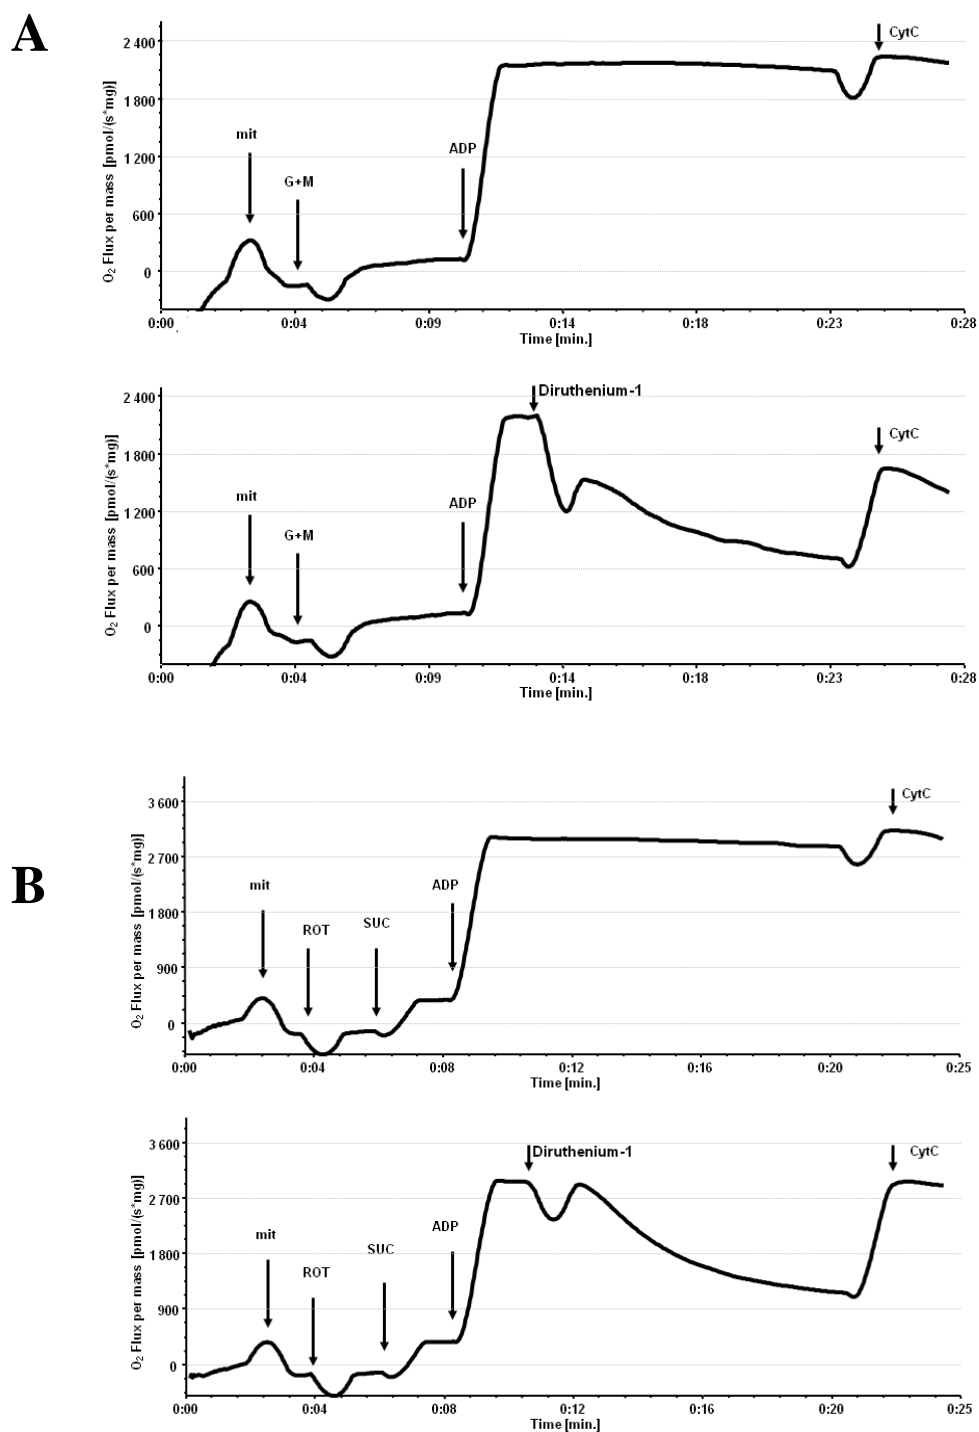 A
2 400
1 800
1 200
600
0
O2 Flux per mass [pmol/(s*mg)]
mit
G+M
ADP
CytC
0:00 0:04 0:09 0:14 0:18 0:23 0:28
Time [min.]
2 400
1 800
1 200
600
0
O2 Flux per mass [pmol/(s*mg)]
mit
G+M
ADP
Diruthenium-1
CytC
0:00 0:04 0:09 0:14 0:18 0:23 0:28
Time [min.]
B
3 600
2 700
1 800
900
0
O2 Flux per mass [pmol/(s*mg)]
mit
ROT
SUC
ADP
CytC
0:00 0:04 0:08 0:12 0:16 0:20 0:25
Time [min.]
3 600
2 700
1 800
900
0
O2 Flux per mass [pmol/(s*mg)]
mit
ROT
SUC
ADP
Diruthenium-1
CytC
0:00 0:04 0:08 0:12 0:16 0:20 0:25
Time [min.]